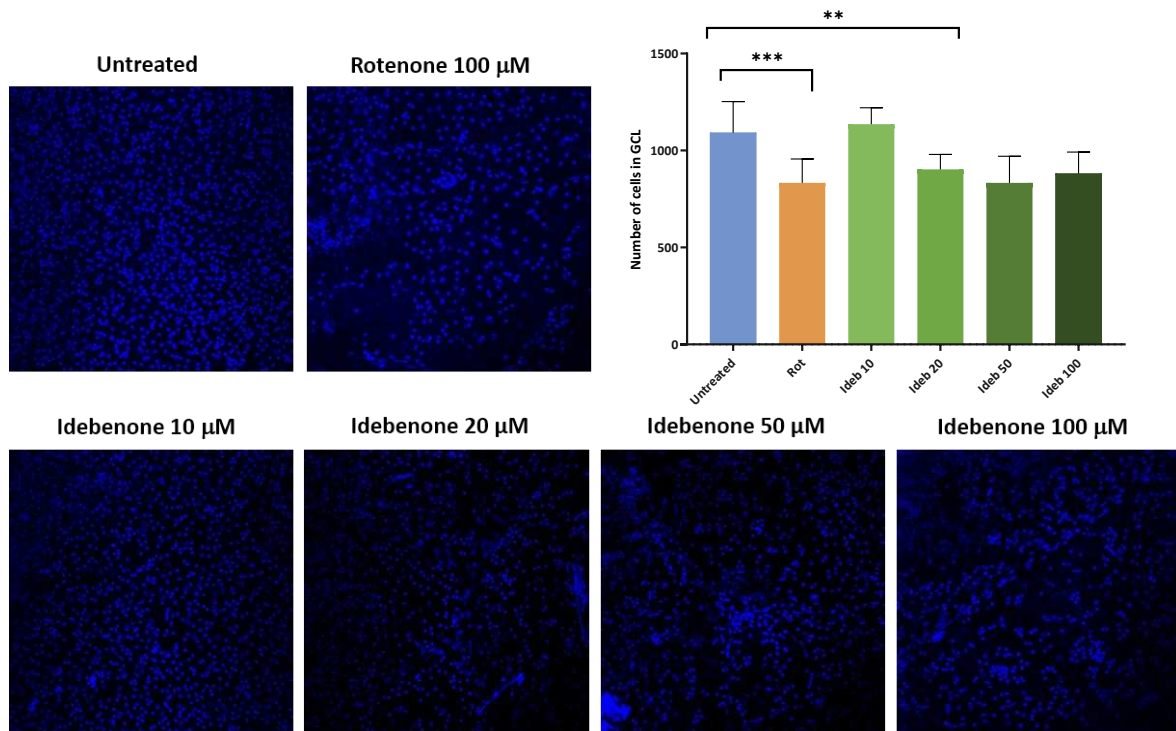 Untreated
Rotenone 100 µM
**
***
Number of cells in GCL
1500
1000
500
0
Untreated
Rot
Ideb 10
Ideb 20
Ideb 50
Ideb 100
Idebenone 10 µM
Idebenone 20 µM
Idebenone 50 µM
Idebenone 100 µM